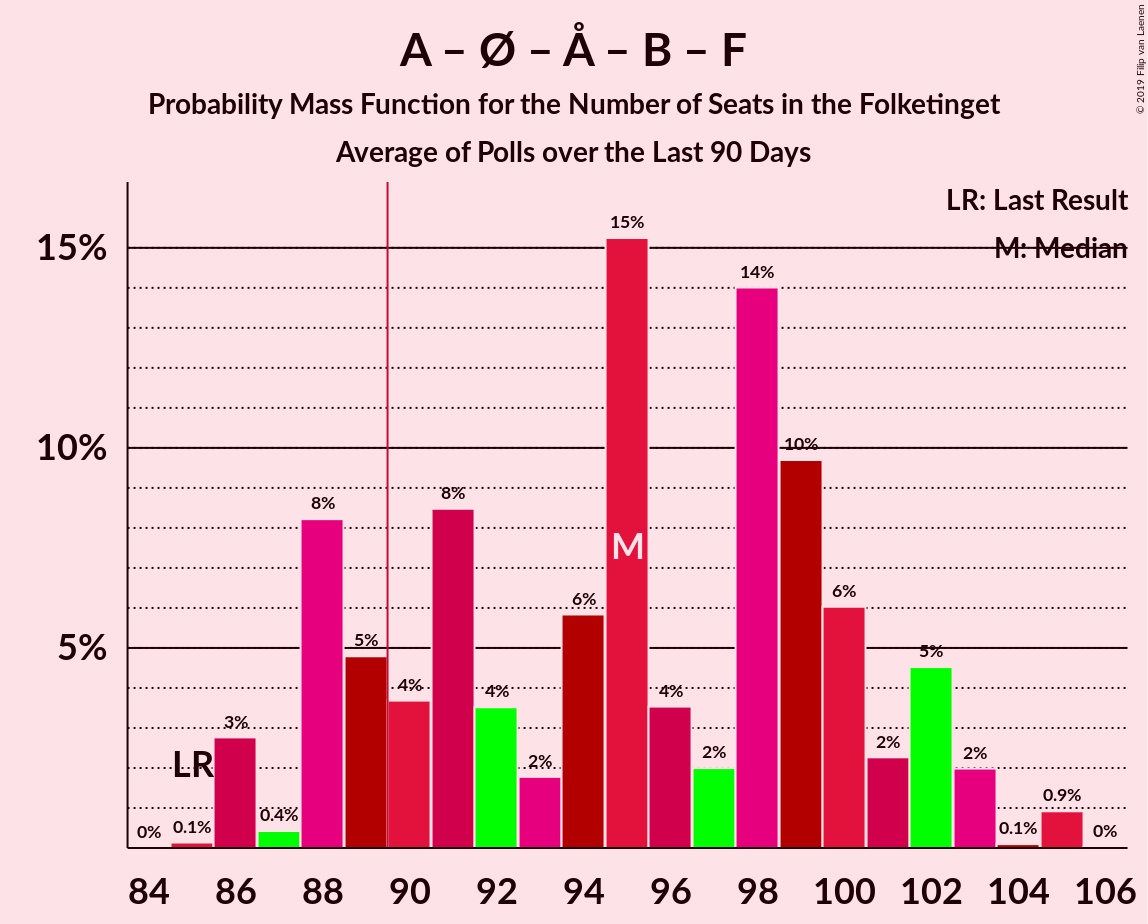 A – Ø – Å – B – F
Probability Mass Function for the Number of Seats in the Folketinget
Average of Polls over the Last 90 Days
© 2019 Filip van Laenen
LR: Last Result
M: Median
15%
10%
5%
0%
0.1%
3%
0.4%
8%
5%
4%
8%
4%
2%
6%
15%
4%
2%
14%
10%
6%
2%
5%
2%
0.1%
0.9%
0%
LR
M
84 86 88 90 92 94 96 98 100 102 104 106